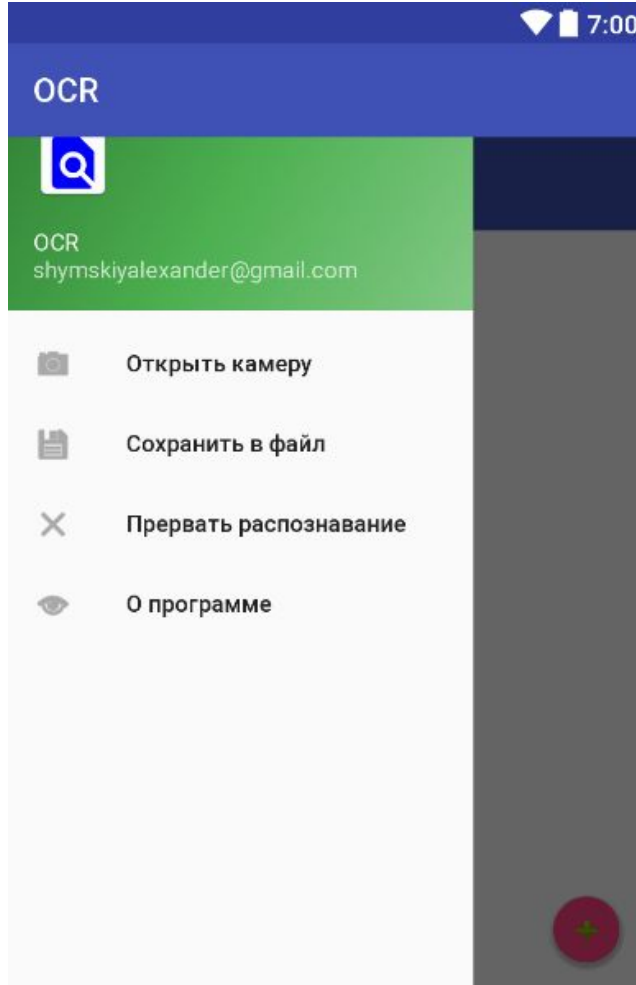 7:00
OCR
OCR
shymskiyalexander@gmail.com
Открыть камеру
Сохранить в файл
Прервать распознавание
О программе